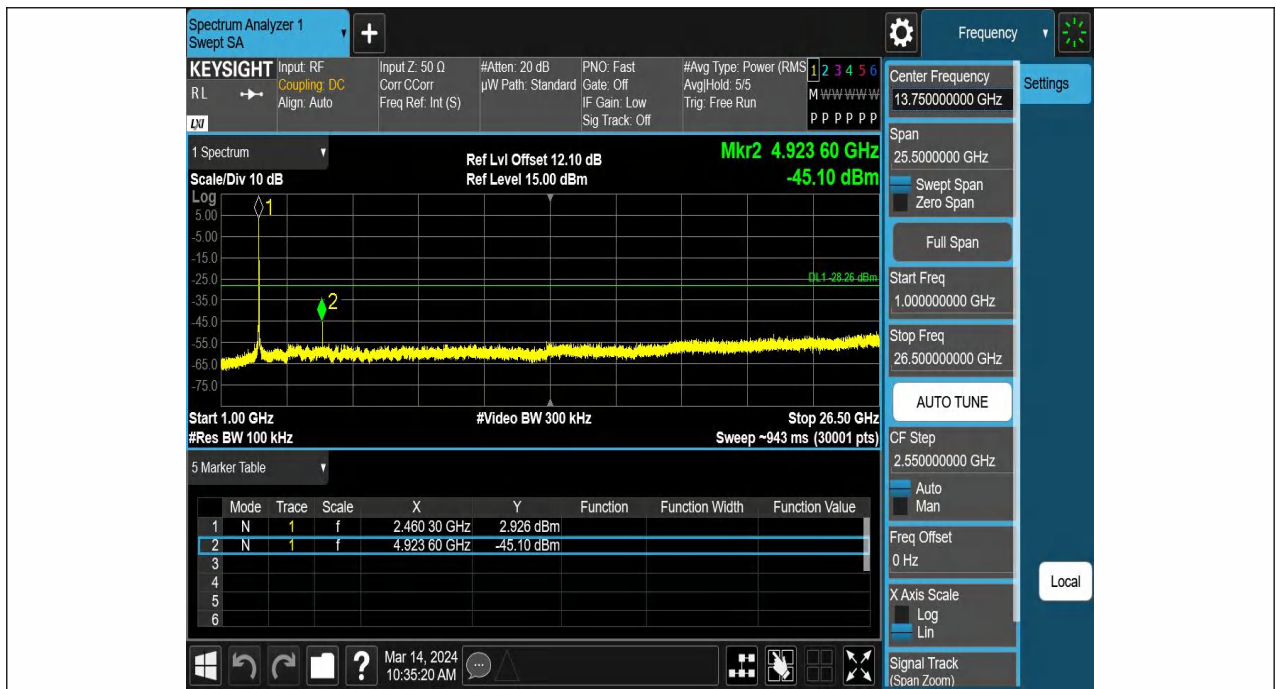 Spectrum Analyzer 1
Swept SA
+
Frequency
KEYSIGHT
RL
LXI
Input: RF
Coupling: DC
Align: Auto
Input Z: 50 Ω
Corr CCorr
Freq Ref: Int (S)
#Atten: 20 dB
µW Path: Standard
PNO: Fast
Gate: Off
IF Gain: Low
Sig Track: Off
#Avg Type: Power (RMS
Avg|Hold: 5/5
Trig: Free Run
1 2 3 4 5 6
M W W W W W
P P P P P P
1 Spectrum
Scale/Div 10 dB
Ref Lvl Offset 12.10 dB
Ref Level 15.00 dBm
Mkr2 4.923 60 GHz
-45.10 dBm
Log
5.00
-5.00
-15.0
-25.0
-35.0
-45.0
-55.0
-65.0
-75.0
1
2
DL1 -28.26 dBm
Start 1.00 GHz
#Res BW 100 kHz
#Video BW 300 kHz
Stop 26.50 GHz
Sweep ~943 ms (30001 pts)
5 Marker Table
Mode Trace Scale X Y Function Function Width Function Value
1 N 1 f 2.460 30 GHz 2.926 dBm
2 N 1 f 4.923 60 GHz -45.10 dBm
3
4
5
6
Mar 14, 2024
10:35:20 AM
?
Center Frequency
13.750000000 GHz
Settings
Span
25.5000000 GHz
Swept Span
Zero Span
Full Span
Start Freq
1.000000000 GHz
Stop Freq
26.500000000 GHz
AUTO TUNE
CF Step
2.550000000 GHz
Auto
Man
Freq Offset
0 Hz
Local
X Axis Scale
Log
Lin
Signal Track
(Span Zoom)